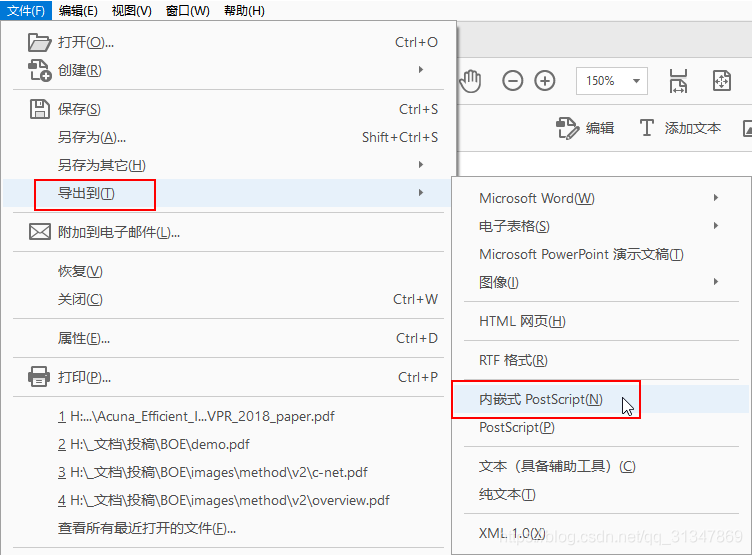 文件(F) 编辑(E) 视图(V) 窗口(W) 帮助(H)
打开(O)... Ctrl+O
创建(R)
150%
保存(S) Ctrl+S
另存为(A)... Shift+Ctrl+S
编辑 添加文本
另存为其它(H)
导出到(T)
Microsoft Word(W)
电子表格(S)
附加到电子邮件(L)...
Microsoft PowerPoint 演示文稿(T)
恢复(V)
图像(I)
关闭(C) Ctrl+W
HTML 网页(H)
属性(E)... Ctrl+D
RTF 格式(R)
打印(P)... Ctrl+P
内嵌式 PostScript(N)
1 H:...\Acuna_Efficient_I...VPR_2018_paper.pdf
PostScript(P)
2 H:\_文档\投稿\BOE\demo.pdf
文本（具备辅助工具）(C)
3 H:\_文档\投稿\BOE\images\method\v2\c-net.pdf
纯文本(T)
4 H:\_文档\投稿\BOE\images\method\v2\overview.pdf
查看所有最近打开的文件(F)...
XML 1.0(X)
https://blog.csdn.net/qq_31347869